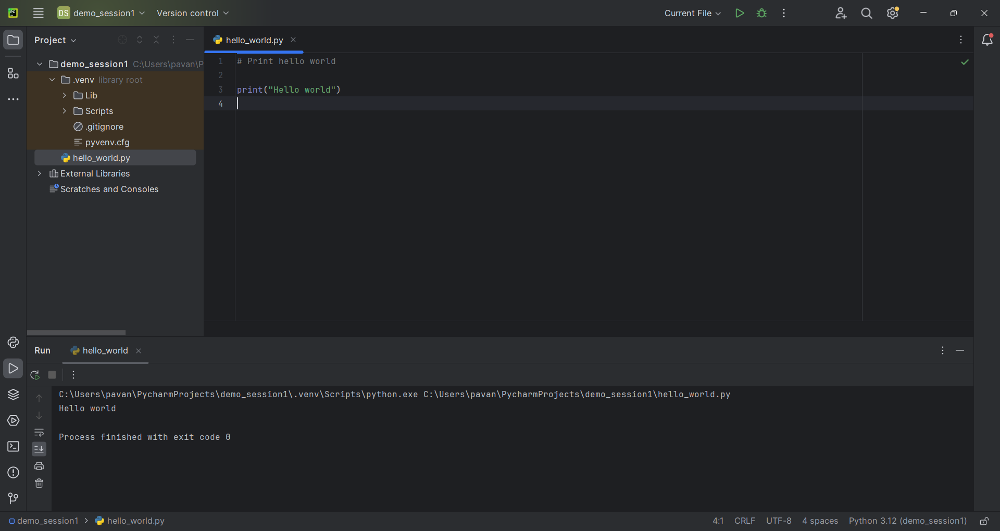 PC
DS demo_session1 Version control Current File
Project
hello_world.py
demo_session1 C:\Users\pavan\P
.venv library root
Lib
Scripts
.gitignore
pyvenv.cfg
hello_world.py
External Libraries
Scratches and Consoles
1 # Print hello world
2
3 print("Hello world")
4
Run hello_world
C:\Users\pavan\PycharmProjects\demo_session1\.venv\Scripts\python.exe C:\Users\pavan\PycharmProjects\demo_session1\hello_world.py
Hello world
Process finished with exit code 0
demo_session1 > hello_world.py 4:1 CRLF UTF-8 4 spaces Python 3.12 (demo_session1)